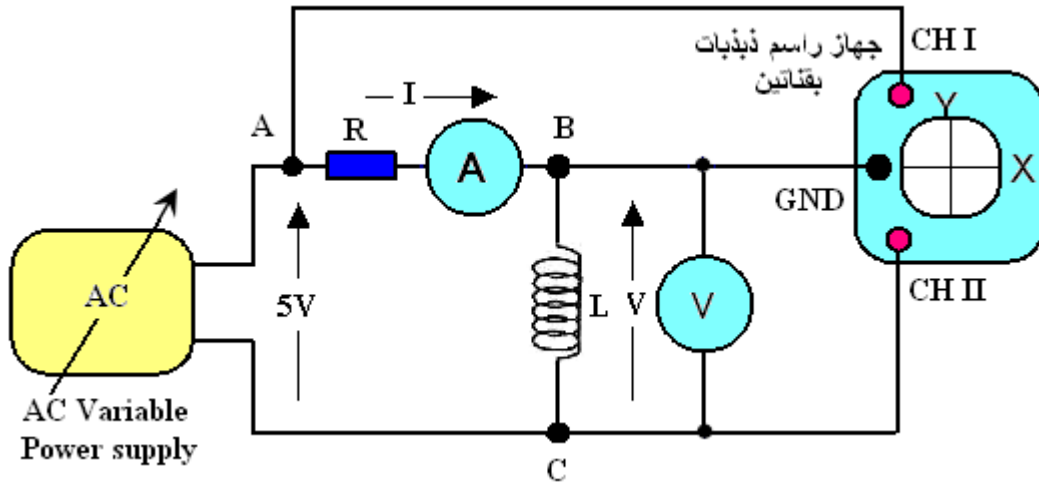 جهاز راسم ذبذبات
بقناتين
CH I
I
A
R
B
A
Y
X
GND
AC
5V
L
V
V
CH II
AC Variable
Power supply
C